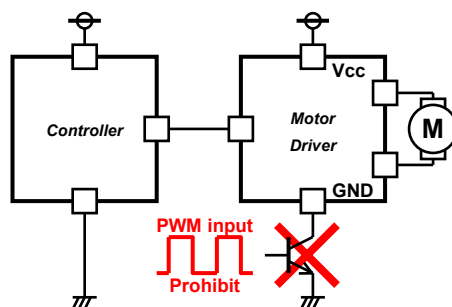 Vcc
Controller
Motor
Driver
M
GND
PWM input
Prohibit